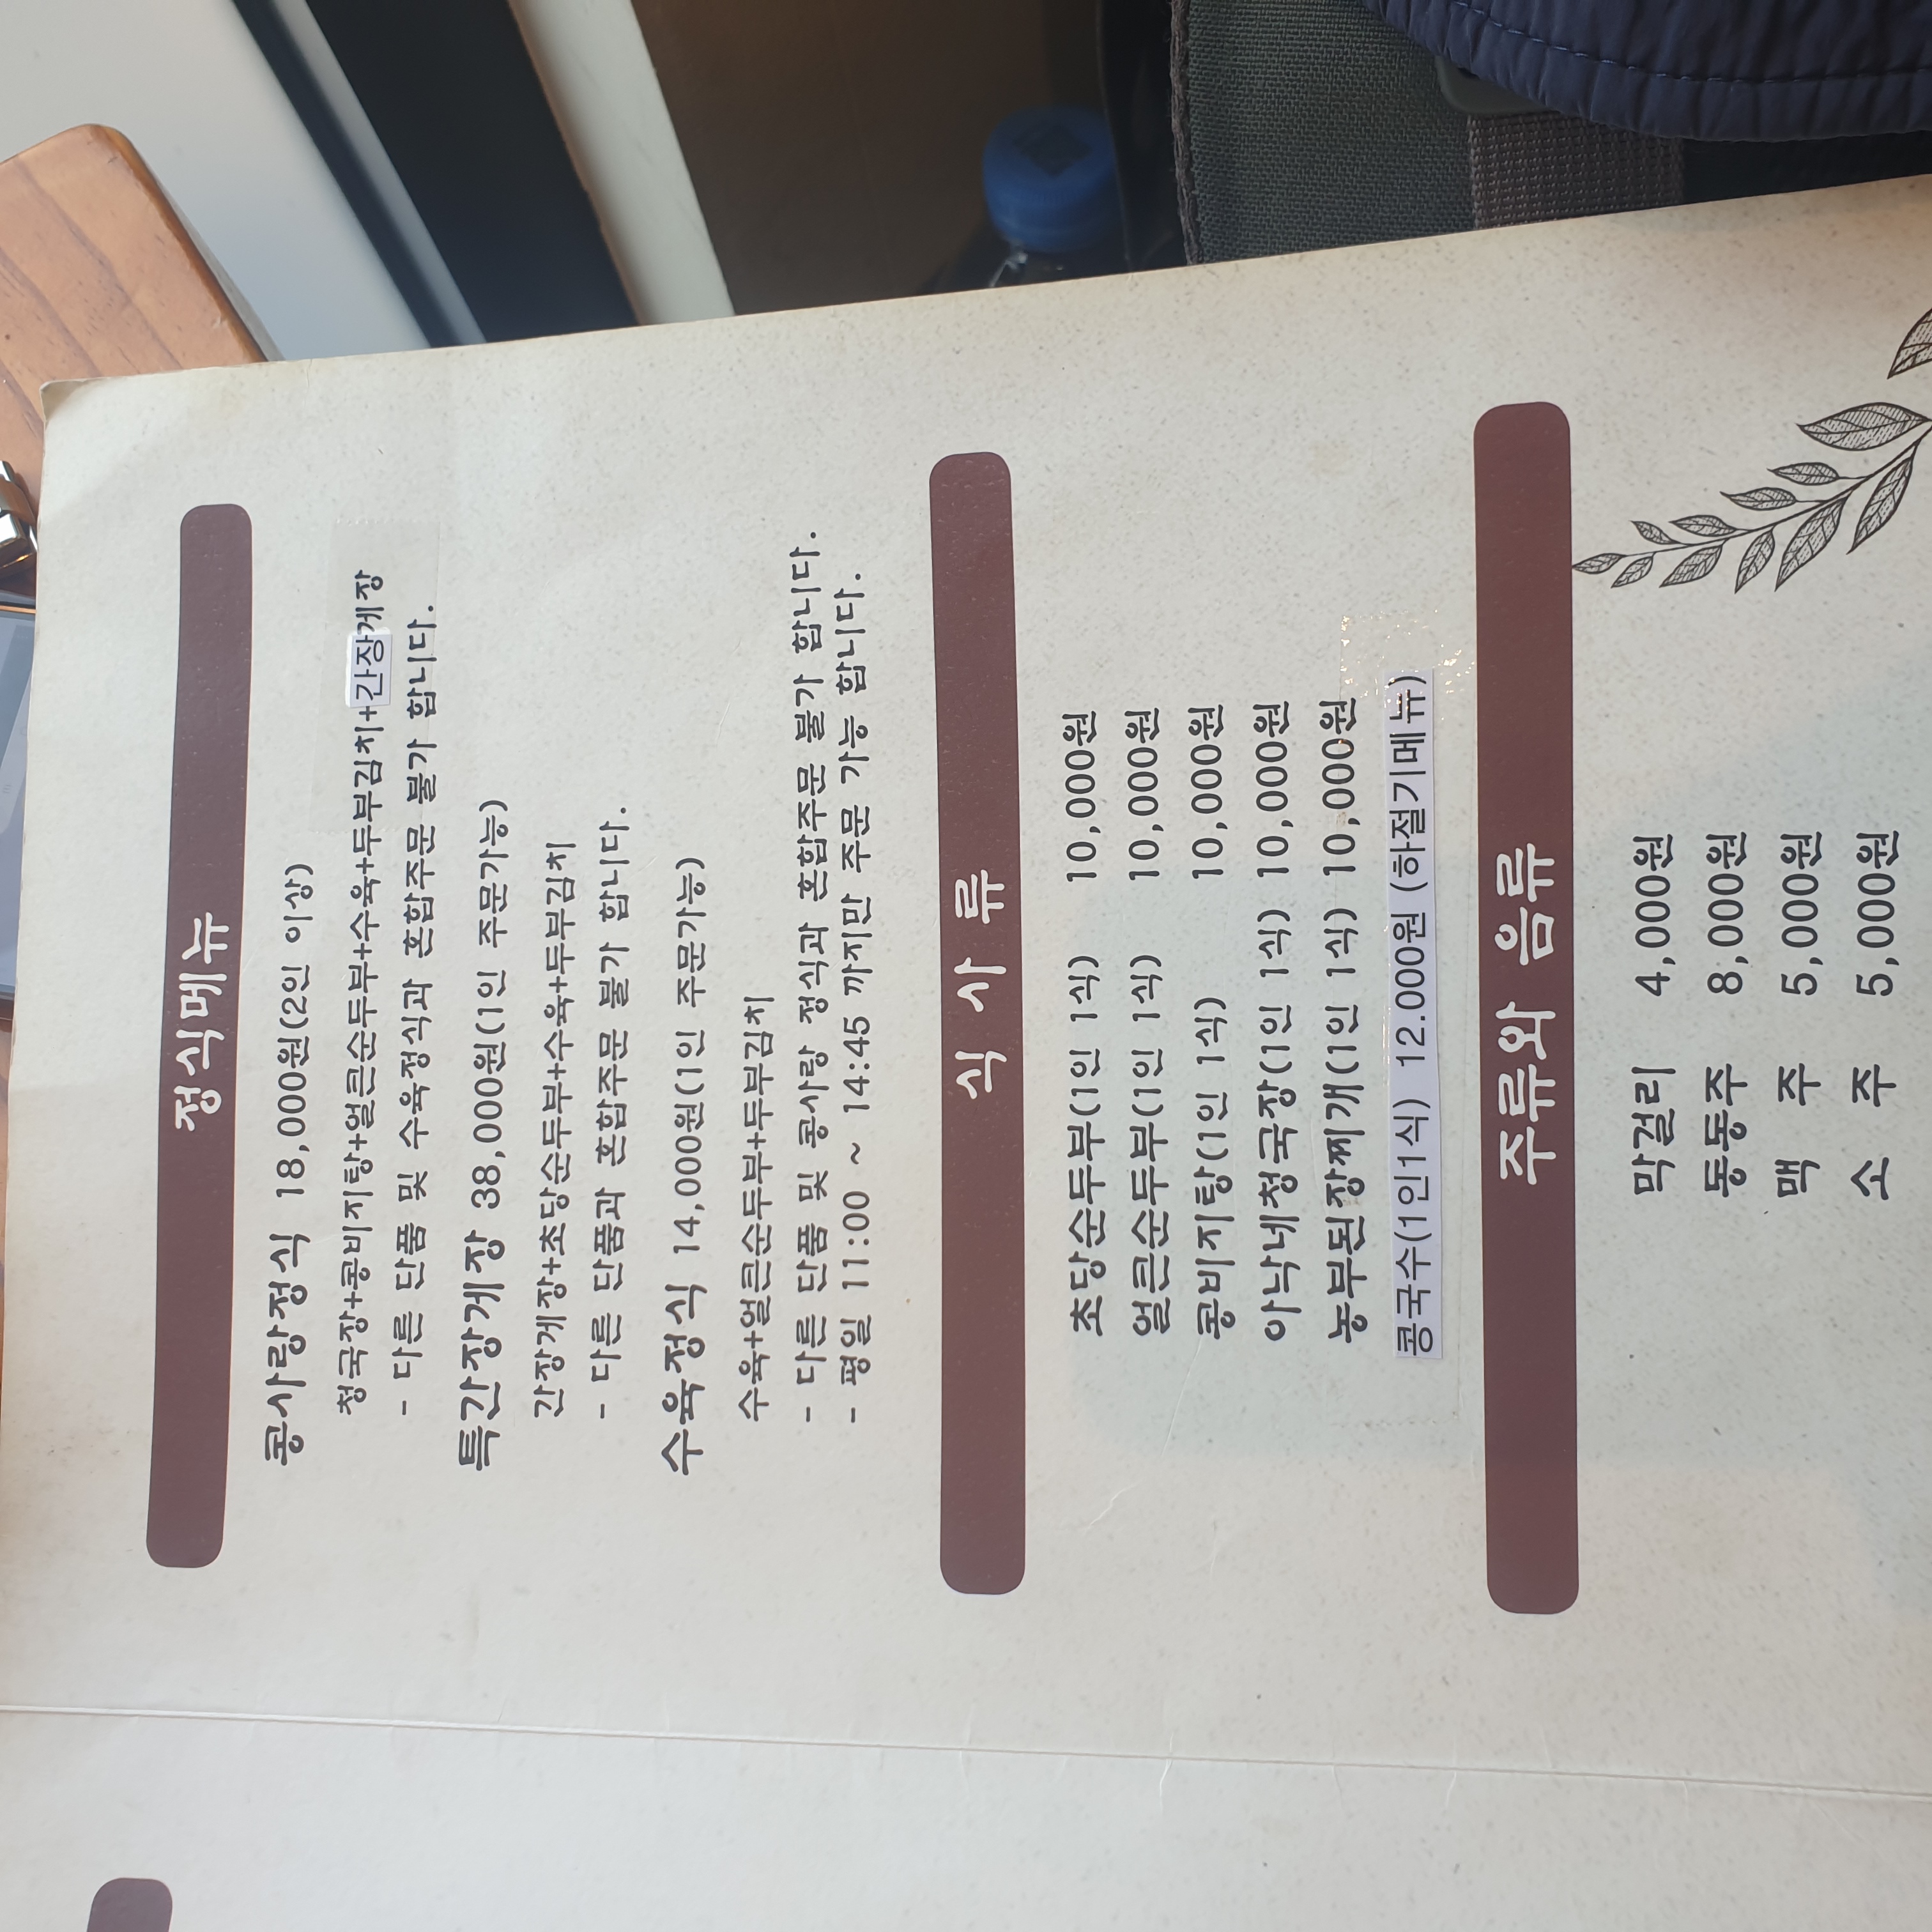 정식메뉴
콩사랑정식 18,000원(2인 이상)
청국장+콩비지탕+얼큰순두부+수육+두부김치+간장게장
- 다른 단품 및 수육정식과 혼합주문 불가 합니다.
특간장게장 38,000원(1인 주문가능)
간장게장+초당순두부+수육+두부김치
- 다른 단품과 혼합주문 불가 합니다.
수육정식 14,000원(1인 주문가능)
수육+얼큰순두부+두부김치
- 다른 단품 및 콩사랑 정식과 혼합주문 불가 합니다.
- 평일 11:00 ~ 14:45 까지만 주문 가능 합니다.
식 사 류
초당순두부(1인 1식) 10,000원
얼큰순두부(1인 1식) 10,000원
콩비지탕(1인 1식) 10,000원
아낙네청국장(1인 1식) 10,000원
농부된장찌개(1인 1식) 10,000원
콩국수(1인1식) 12.000원 (하절기메뉴)
주류와 음류
막걸리 4,000원
동동주 8,000원
맥 주 5,000원
소 주 5,000원